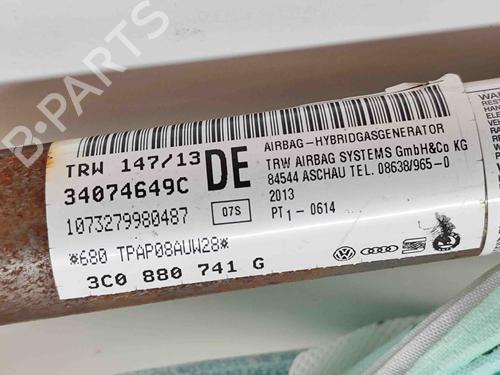 TRW 147/13
34074649C
DE
1073279980487
07S
*680 TPAP08AUW28*
3C0 880 741 G
AIRBAG-HYBRIDGASGENERATOR
TRW AIRBAG SYSTEMS GmbH&Co KG
84544 ASCHAU TEL. 08638/965-0
2013
PT1-0614
B-PARTS